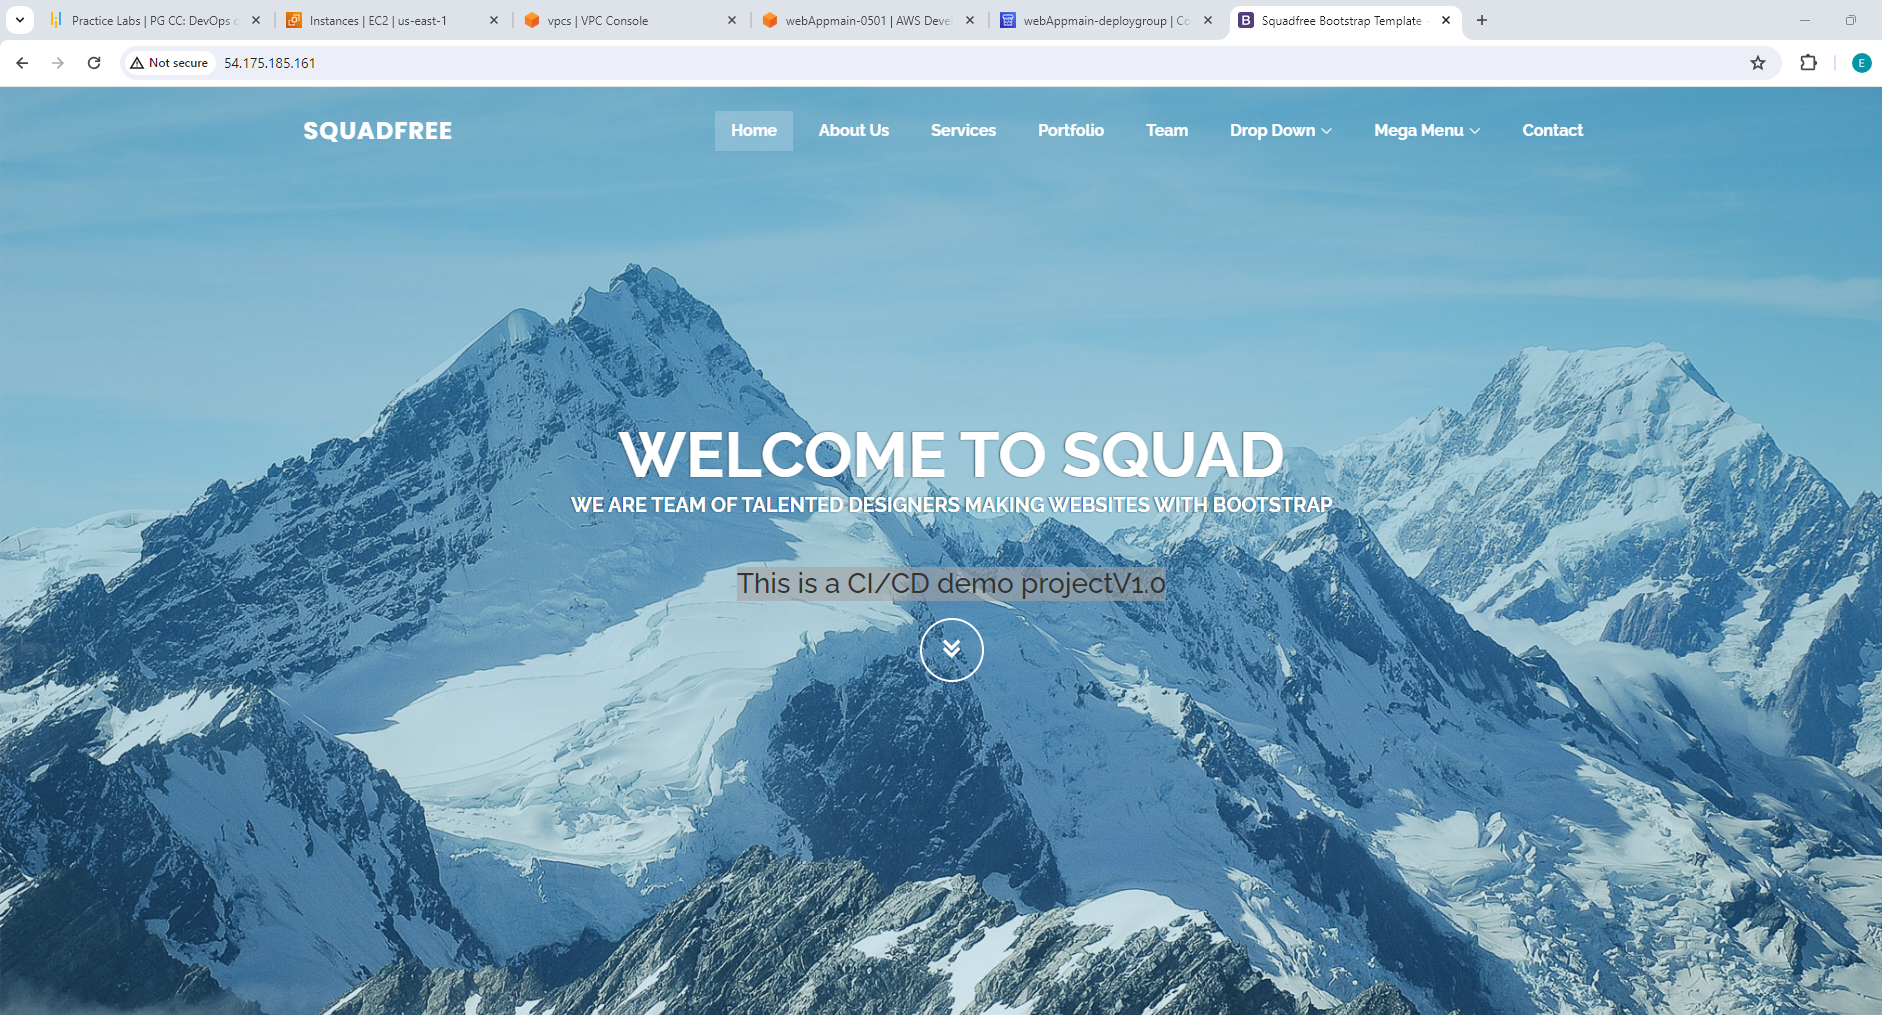 Practice Labs | PG CC: DevOps
Instances | EC2 | us-east-1
vpcs | VPC Console
webAppmain-0501 | AWS
webAppmain-deploygroup |
Squadfree Bootstrap Template
Not secure
54.175.185.161
E
SQUADFREE
Home
About Us
Services
Portfolio
Team
Drop Down
Mega Menu
Contact
WELCOME TO SQUAD
WE ARE TEAM OF TALENTED DESIGNERS MAKING WEBSITES WITH BOOTSTRAP
This is a CI/CD demo projectV1.0